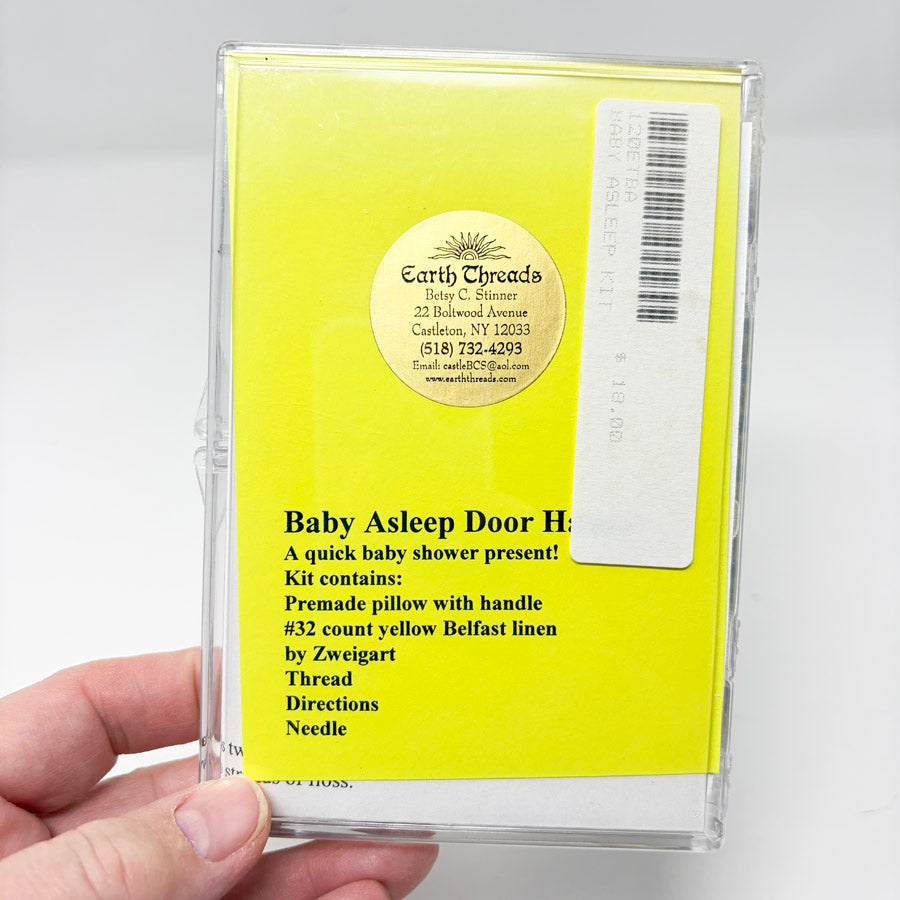 Earth Threads
Betsy C. Stinner
22 Boltwood Avenue
Castleton, NY 12033
(518) 732-4293
Email: castleBCS@aol.com
www.earththreads.com
120ETBA
BABY ASLEEP KIT
$ 18.00
Baby Asleep Door Ha
A quick baby shower present!
Kit contains:
Premade pillow with handle
#32 count yellow Belfast linen
by Zweigart
Thread
Directions
Needle
tw
of floss.